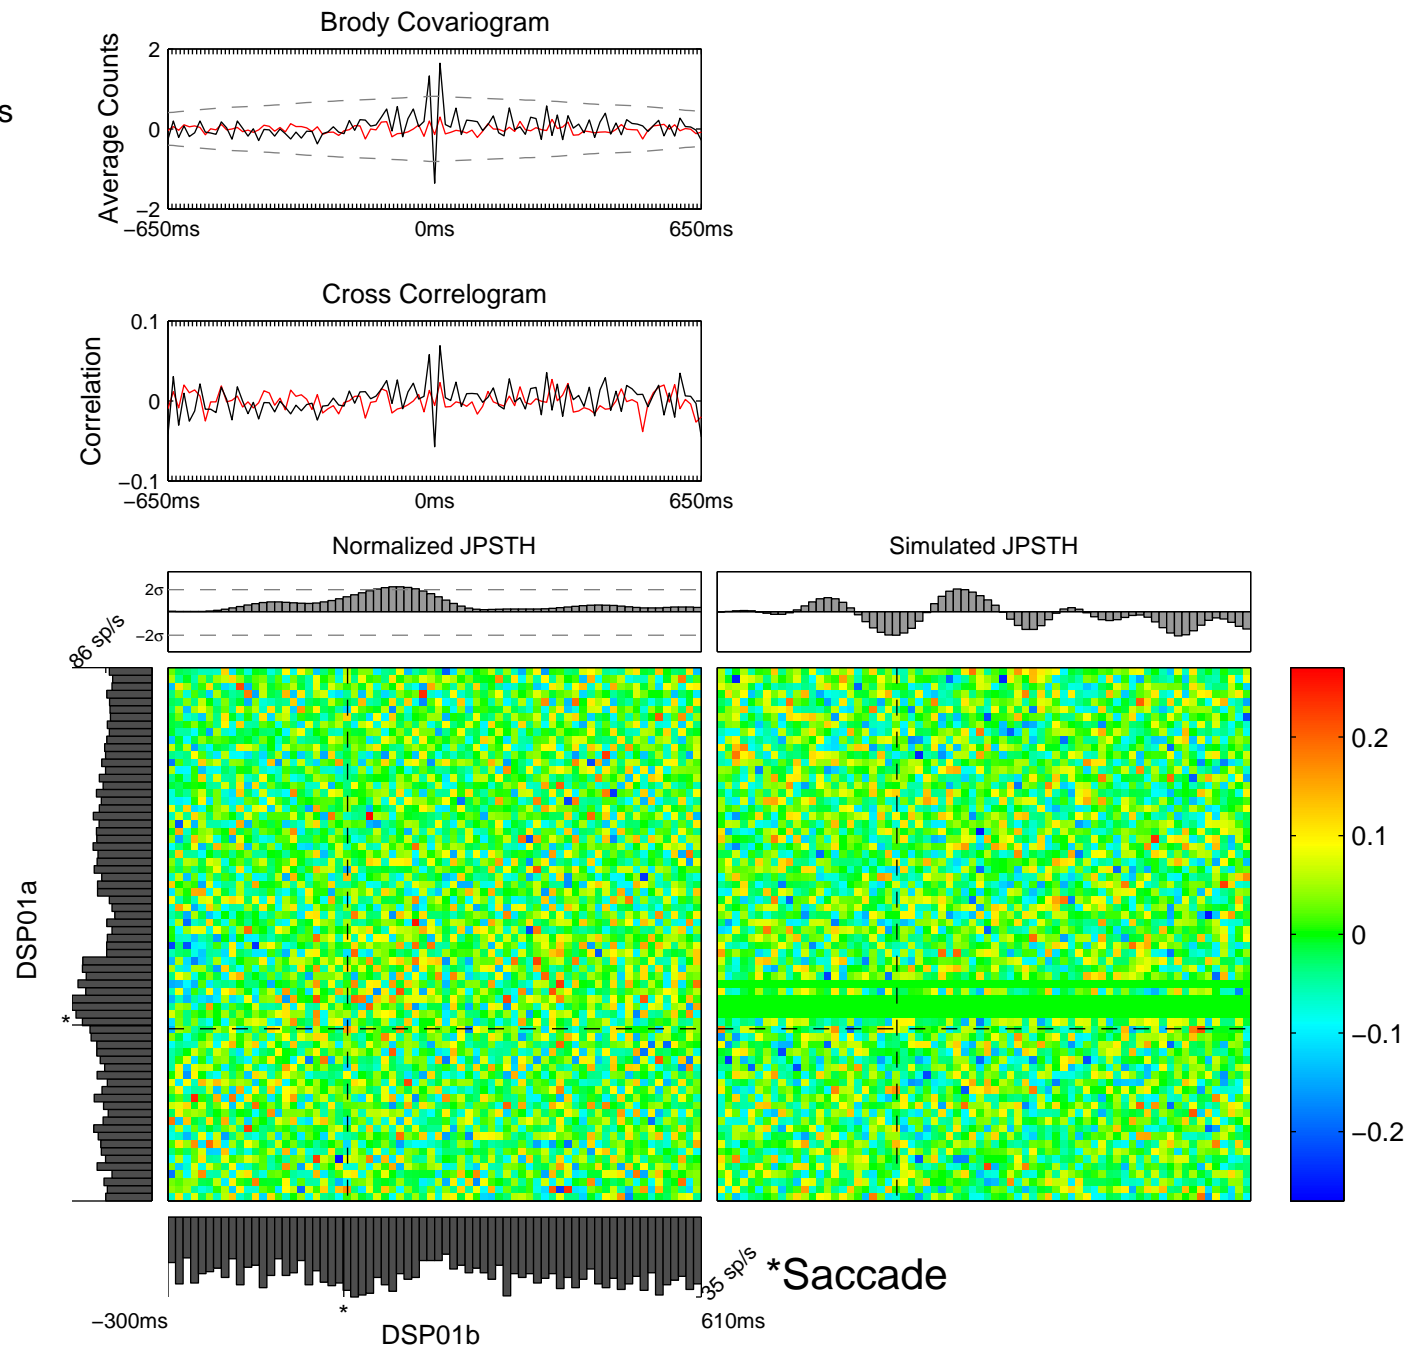 Brody Covariogram
s
Average Counts
2
0
−2
−650ms
0ms
650ms
Cross Correlogram
Correlation
0.1
0
−0.1
−650ms
0ms
650ms
Normalized JPSTH
Simulated JPSTH
2σ
−2σ
86 sp/s
DSP01a
*
0.2
0.1
0
−0.1
−0.2
35 sp/s
*Saccade
*
−300ms
DSP01b
610ms